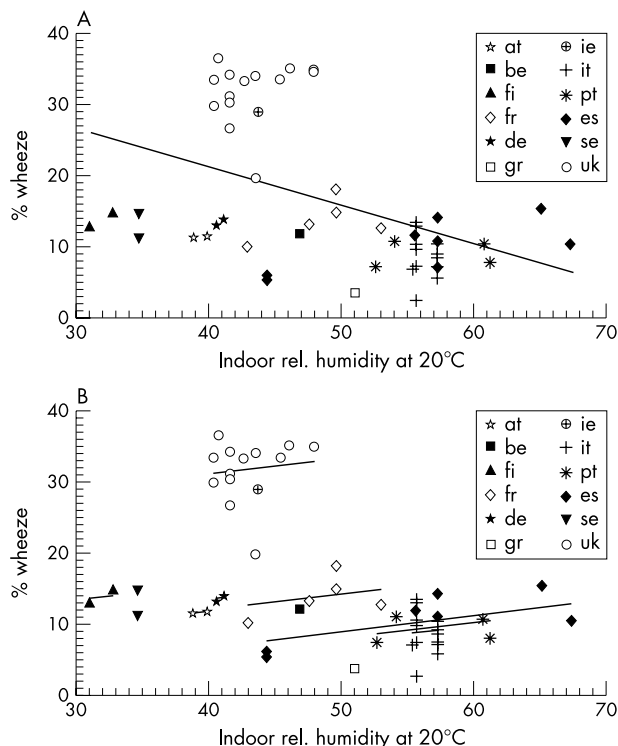 A
40
30
20
10
0
% wheeze
30 40 50 60 70
Indoor rel. humidity at 20°C
at ie
be it
fi pt
fr es
de se
gr uk
B
40
30
20
10
0
% wheeze
30 40 50 60 70
Indoor rel. humidity at 20°C
at ie
be it
fi pt
fr es
de se
gr uk